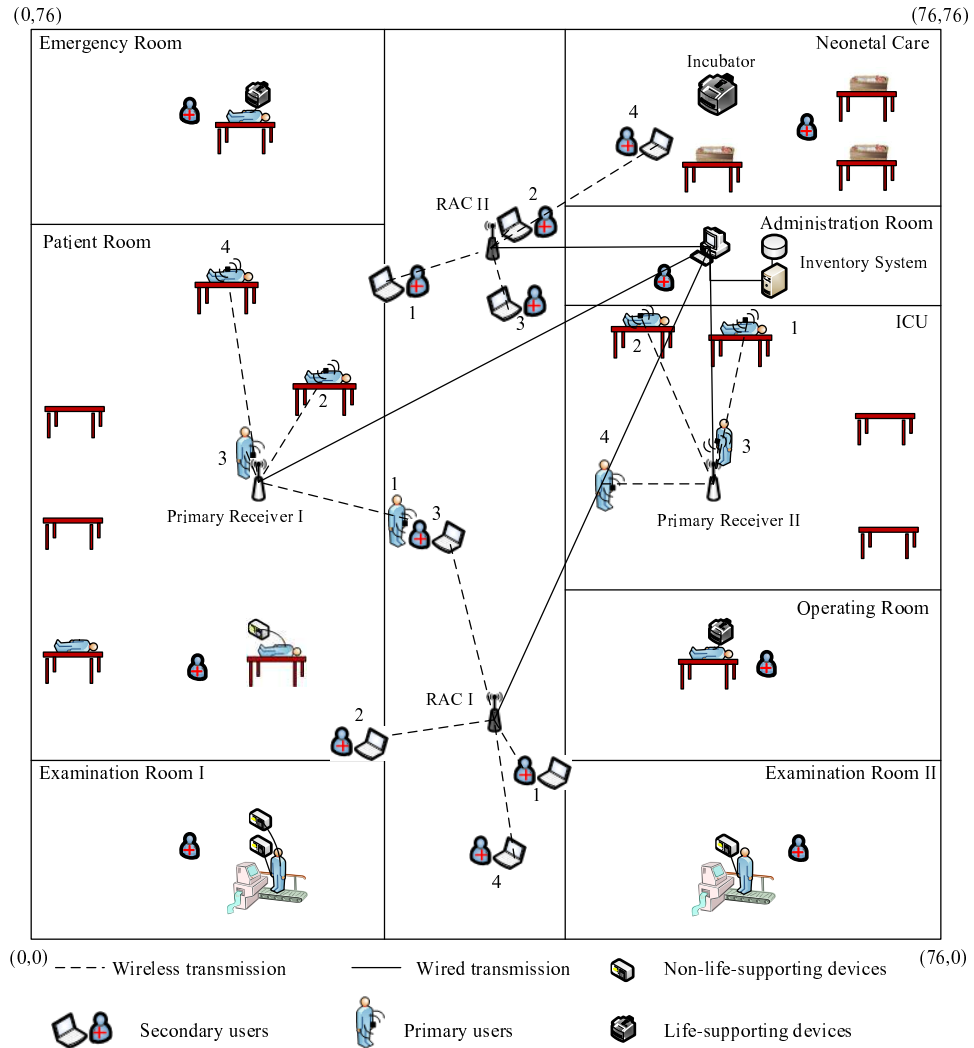 (0,76)
(76,76)
Emergency Room
Neonetal Care
Incubator
4
2
RAC II
1
3
Administration Room
Inventory System
Patient Room
4
2
3
Primary Receiver I
1
3
ICU
2
1
3
4
Primary Receiver II
Operating Room
RAC I
2
1
4
Examination Room I
Examination Room II
(0,0)
(76,0)
Wireless transmission
Wired transmission
Non-life-supporting devices
Secondary users
Primary users
Life-supporting devices